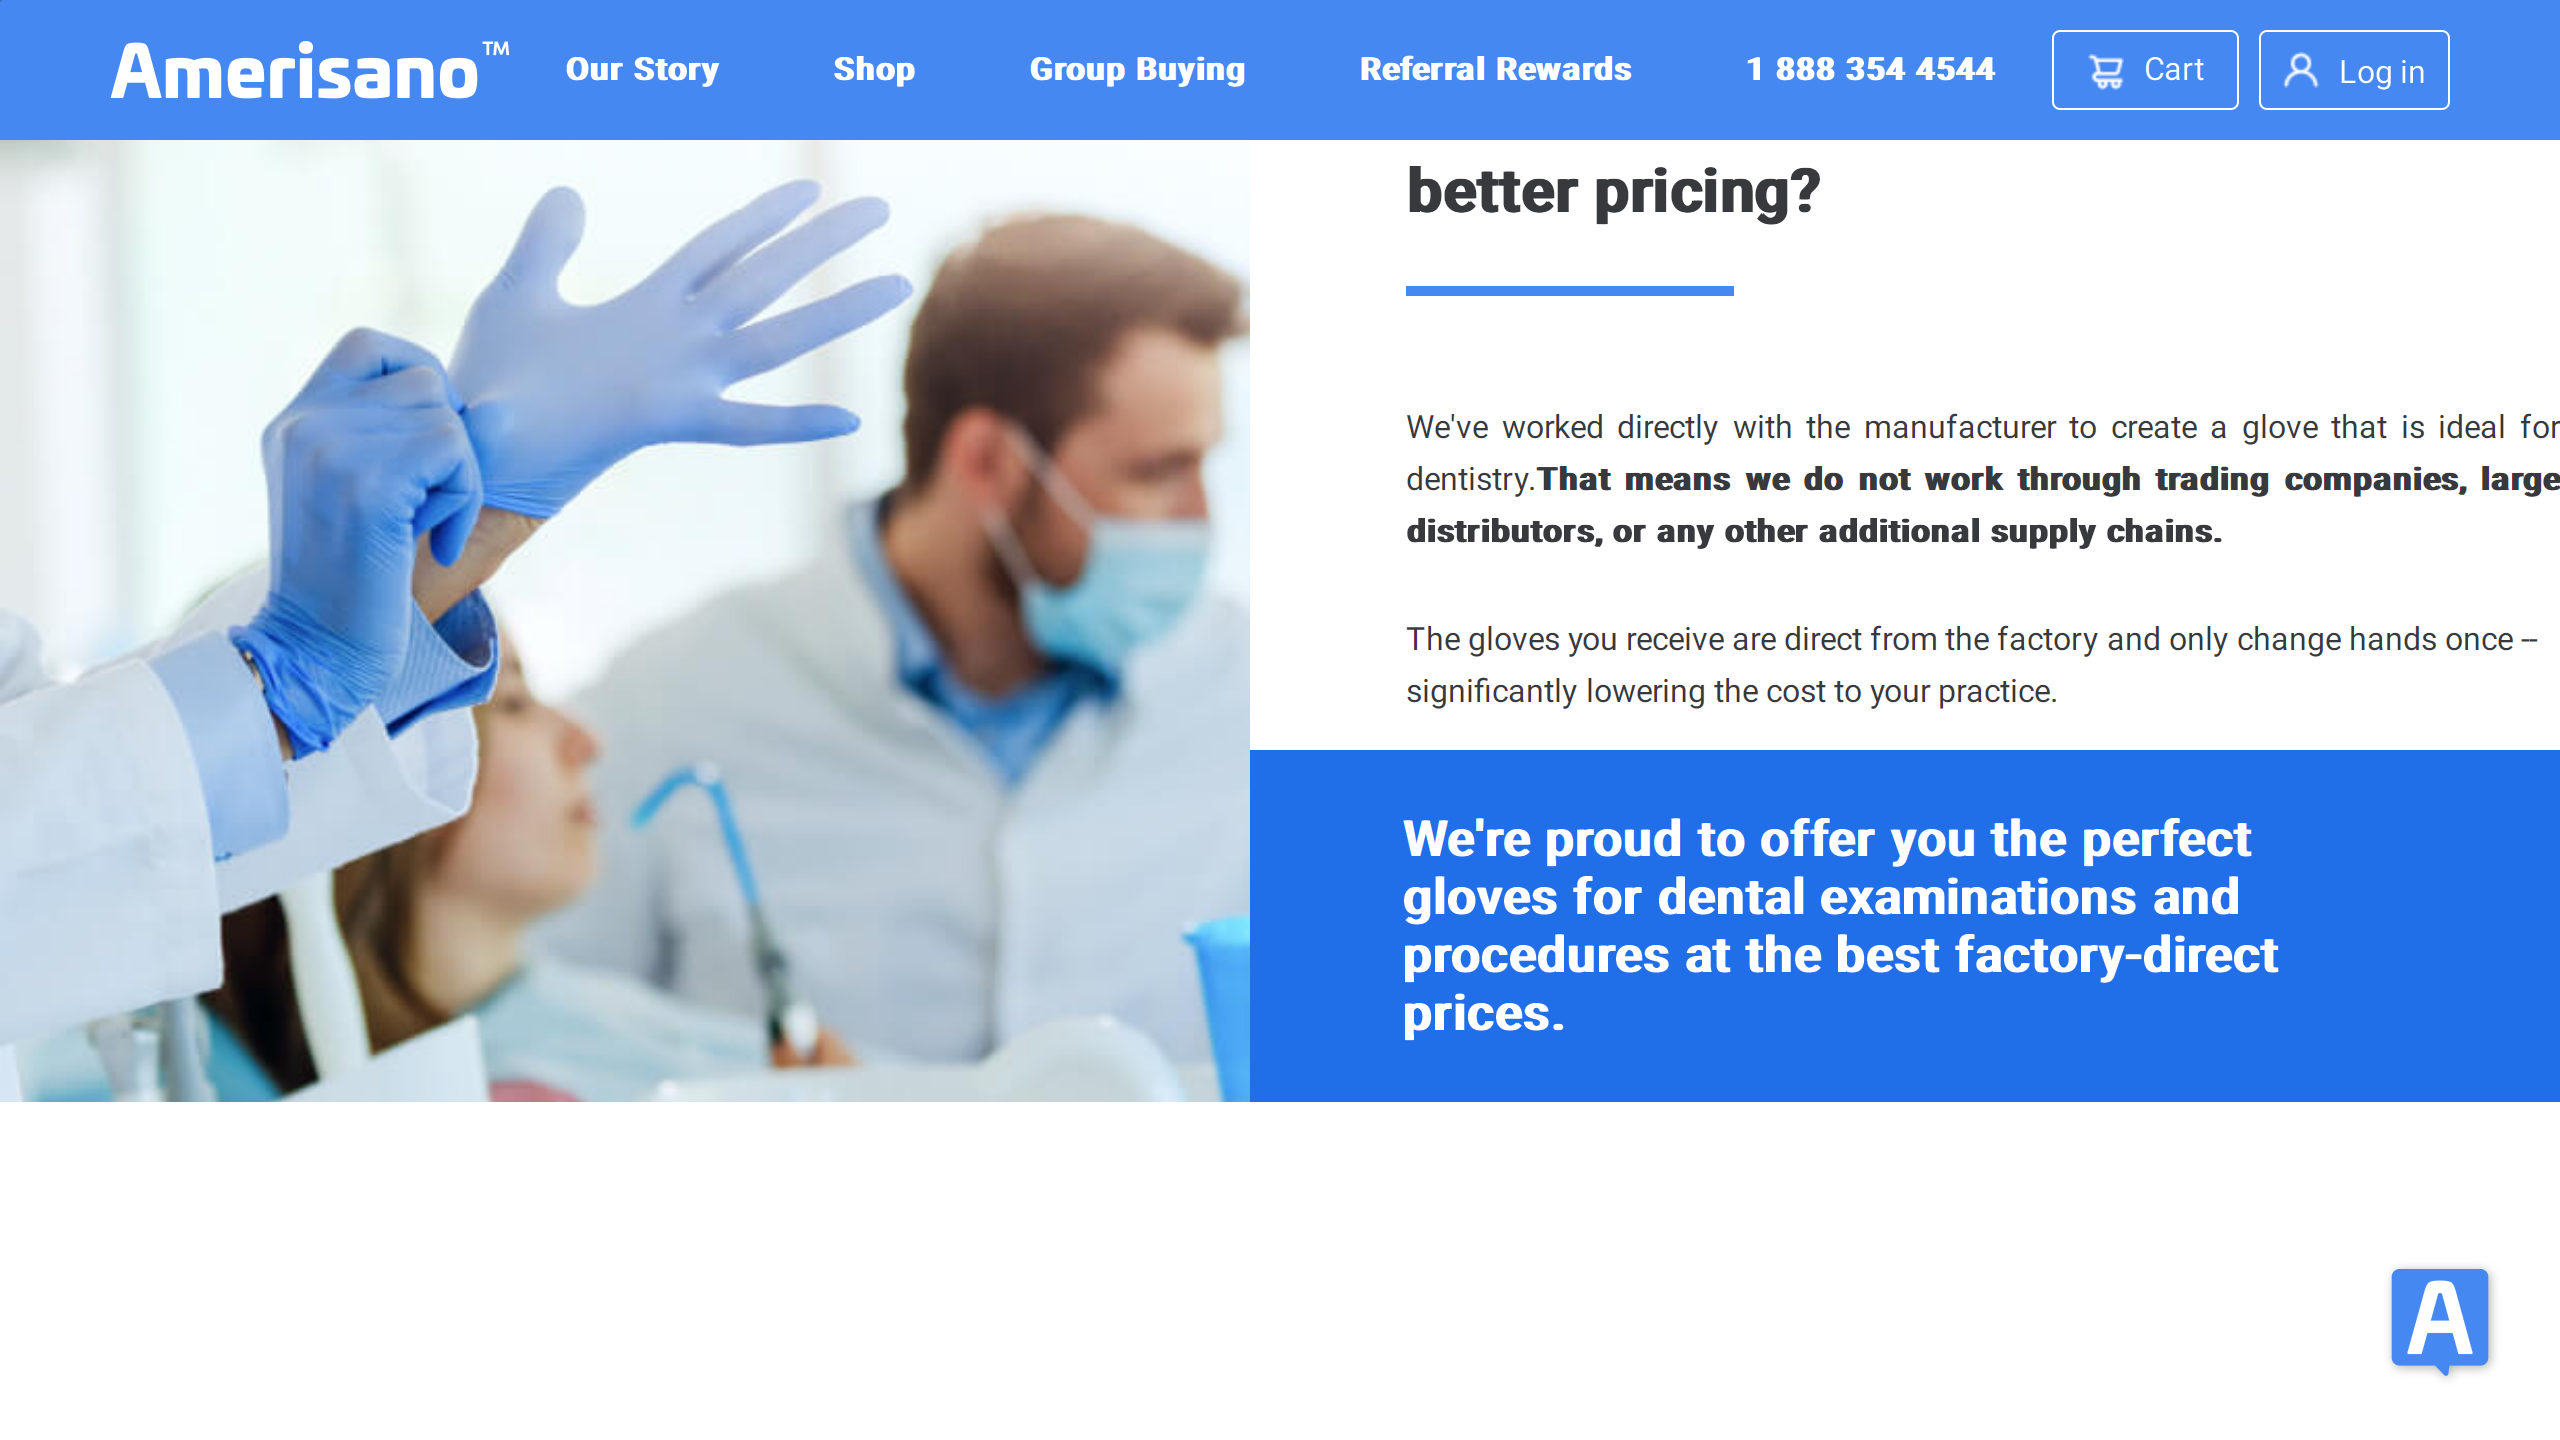 Amerisano™
Our Story
Shop
Group Buying
Referral Rewards
1 888 354 4544
Cart
Log in
better pricing?
We've worked directly with the manufacturer to create a glove that is ideal for
dentistry.That means we do not work through trading companies, large
distributors, or any other additional supply chains.
The gloves you receive are direct from the factory and only change hands once –
significantly lowering the cost to your practice.
We're proud to offer you the perfect
gloves for dental examinations and
procedures at the best factory-direct
prices.
A